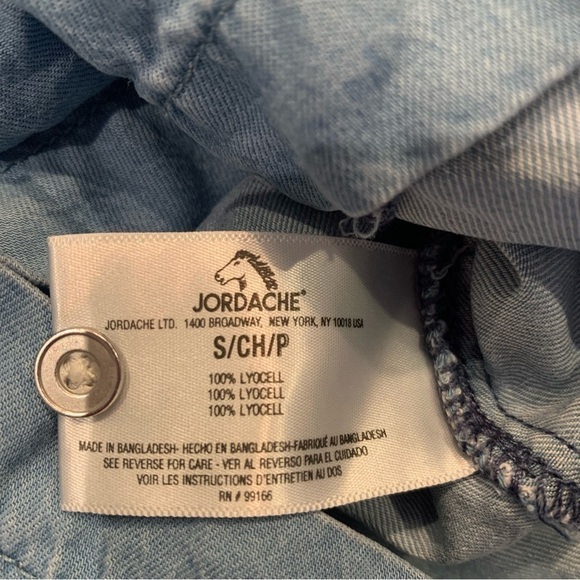 JORDACHE®
JORDACHE LTD. 1400 BROADWAY, NEW YORK, NY 10018 USA
S/CH/P
100% LYOCELL
100% LYOCELL
100% LYOCELL
MADE IN BANGLADESH- HECHO EN BANGLADESH-FABRIQUÉ AU BANGLADESH
SEE REVERSE FOR CARE - VER AL REVERSO PARA EL CUIDADO
VOIR LES INSTRUCTIONS D'ENTRETIEN AU DOS
RN # 99166